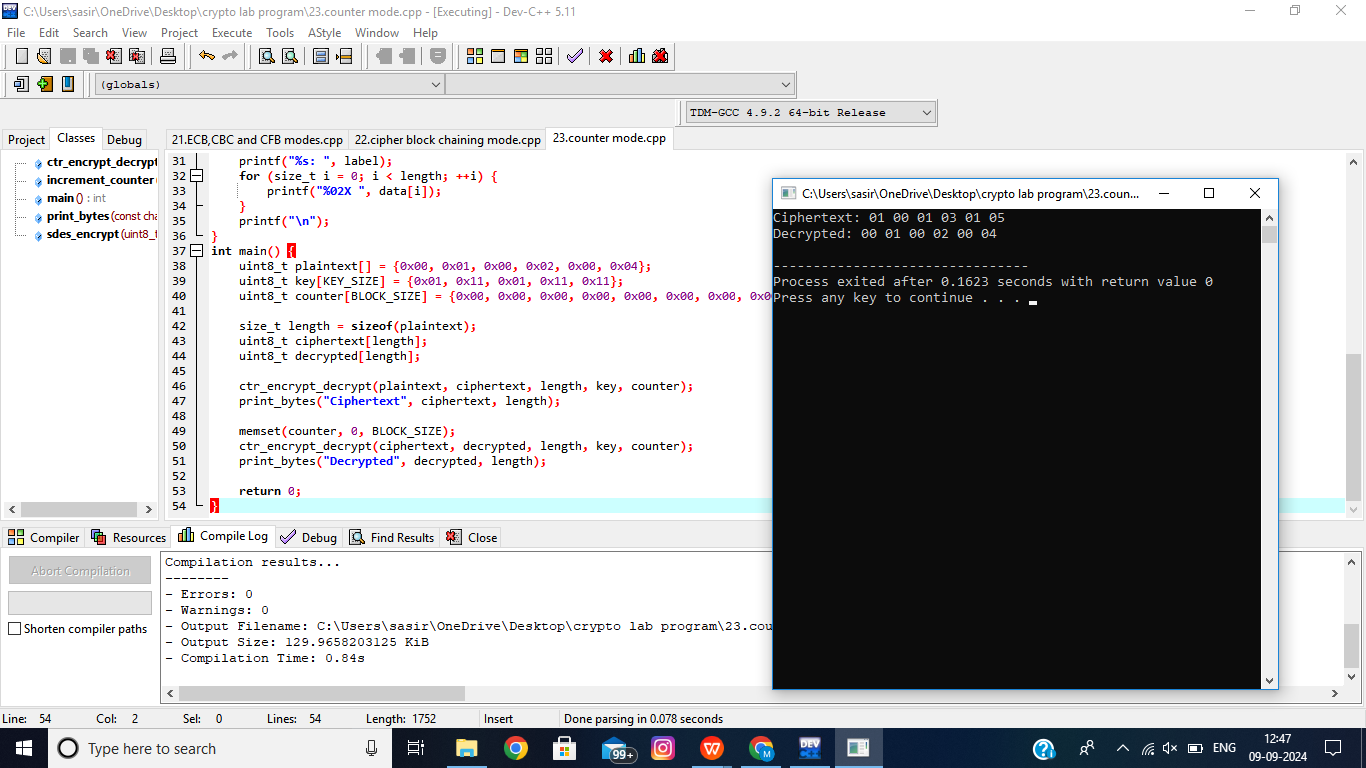 C:\Users\sasir\OneDrive\Desktop\crypto lab program\23.counter mode.cpp - [Executing] - Dev-C++ 5.11
File Edit Search View Project Execute Tools AStyle Window Help
(globals)
TDM-GCC 4.9.2 64-bit Release
Project Classes Debug
21.ECB,CBC and CFB modes.cpp 22.cipher block chaining mode.cpp 23.counter mode.cpp
ctr_encrypt_decrypt
increment_counter (
main () : int
print_bytes (const cha
sdes_encrypt (uint8_t
31 printf("%s: ", label);
32 for (size_t i = 0; i < length; ++i) {
33 printf("%02X ", data[i]);
34 }
35 printf("\n");
36 }
37 int main() {
38 uint8_t plaintext[] = {0x00, 0x01, 0x00, 0x02, 0x00, 0x04};
39 uint8_t key[KEY_SIZE] = {0x01, 0x11, 0x01, 0x11, 0x11};
40 uint8_t counter[BLOCK_SIZE] = {0x00, 0x00, 0x00, 0x00, 0x00, 0x00, 0x0
41
42 size_t length = sizeof(plaintext);
43 uint8_t ciphertext[length];
44 uint8_t decrypted[length];
45
46 ctr_encrypt_decrypt(plaintext, ciphertext, length, key, counter);
47 print_bytes("Ciphertext", ciphertext, length);
48
49 memset(counter, 0, BLOCK_SIZE);
50 ctr_encrypt_decrypt(ciphertext, decrypted, length, key, counter);
51 print_bytes("Decrypted", decrypted, length);
52
53 return 0;
54 }
C:\Users\sasir\OneDrive\Desktop\crypto lab program\23.coun...
Ciphertext: 01 00 01 03 01 05
Decrypted: 00 01 00 02 00 04
--------------------------------
Process exited after 0.1623 seconds with return value 0
Press any key to continue . . .
Compiler Resources Compile Log Debug Find Results Close
Abort Compilation
Shorten compiler paths
Compilation results...
--------
- Errors: 0
- Warnings: 0
- Output Filename: C:\Users\sasir\OneDrive\Desktop\crypto lab program\23.cou
- Output Size: 129.9658203125 KiB
- Compilation Time: 0.84s
Line: 54 Col: 2 Sel: 0 Lines: 54 Length: 1752 Insert Done parsing in 0.078 seconds
Type here to search
99+
M
DEV
ENG
12:47
09-09-2024